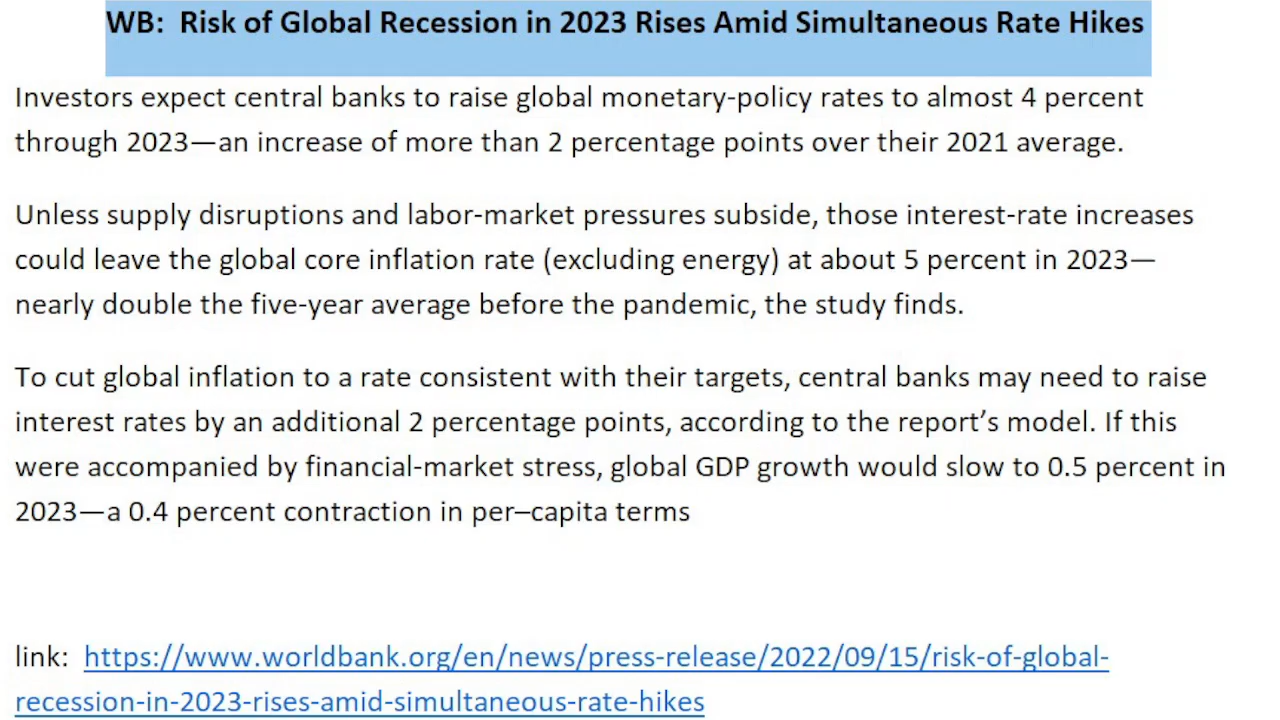 WB:  Risk of Global Recession in 2023 Rises Amid Simultaneous Rate Hikes
Investors expect central banks to raise global monetary-policy rates to almost 4 percent
through 2023—an increase of more than 2 percentage points over their 2021 average.
Unless supply disruptions and labor-market pressures subside, those interest-rate increases
could leave the global core inflation rate (excluding energy) at about 5 percent in 2023—
nearly double the five-year average before the pandemic, the study finds.
To cut global inflation to a rate consistent with their targets, central banks may need to raise
interest rates by an additional 2 percentage points, according to the report’s model. If this
were accompanied by financial-market stress, global GDP growth would slow to 0.5 percent in
2023—a 0.4 percent contraction in per–capita terms
link:  https://www.worldbank.org/en/news/press-release/2022/09/15/risk-of-global-
recession-in-2023-rises-amid-simultaneous-rate-hikes